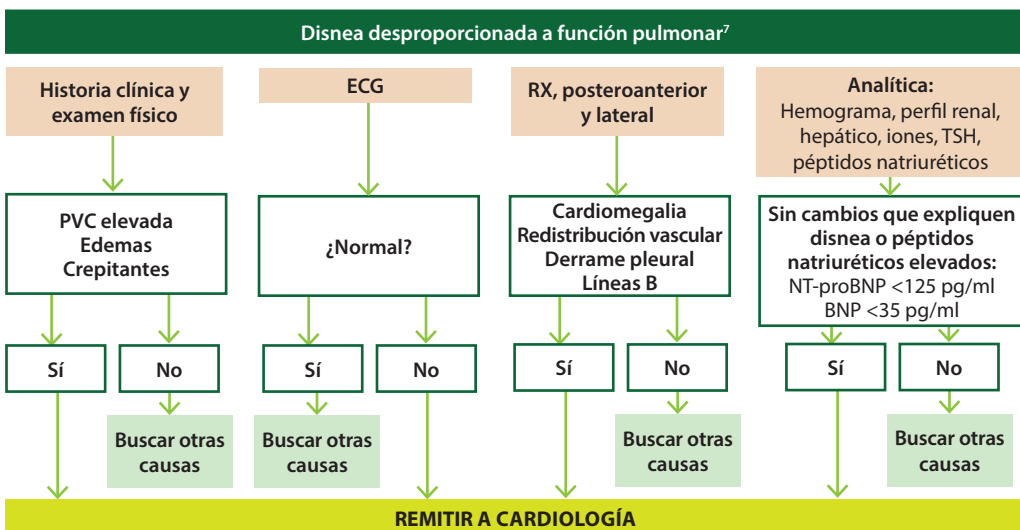 Disnea desproporcionada a función pulmonar⁷
Historia clínica y
examen físico
ECG
RX, posteroanterior
y lateral
Analítica:
Hemograma, perfil renal,
hepático, iones, TSH,
péptidos natriuréticos
PVC elevada
Edemas
Crepitantes
¿Normal?
Cardiomegalia
Redistribución vascular
Derrame pleural
Líneas B
Sin cambios que expliquen
disnea o péptidos
natriuréticos elevados:
NT-proBNP <125 pg/ml
BNP <35 pg/ml
Sí
No
Sí
No
Sí
No
Sí
No
Buscar otras
causas
Buscar otras
causas
Buscar otras
causas
Buscar otras
causas
REMITIR A CARDIOLOGÍA